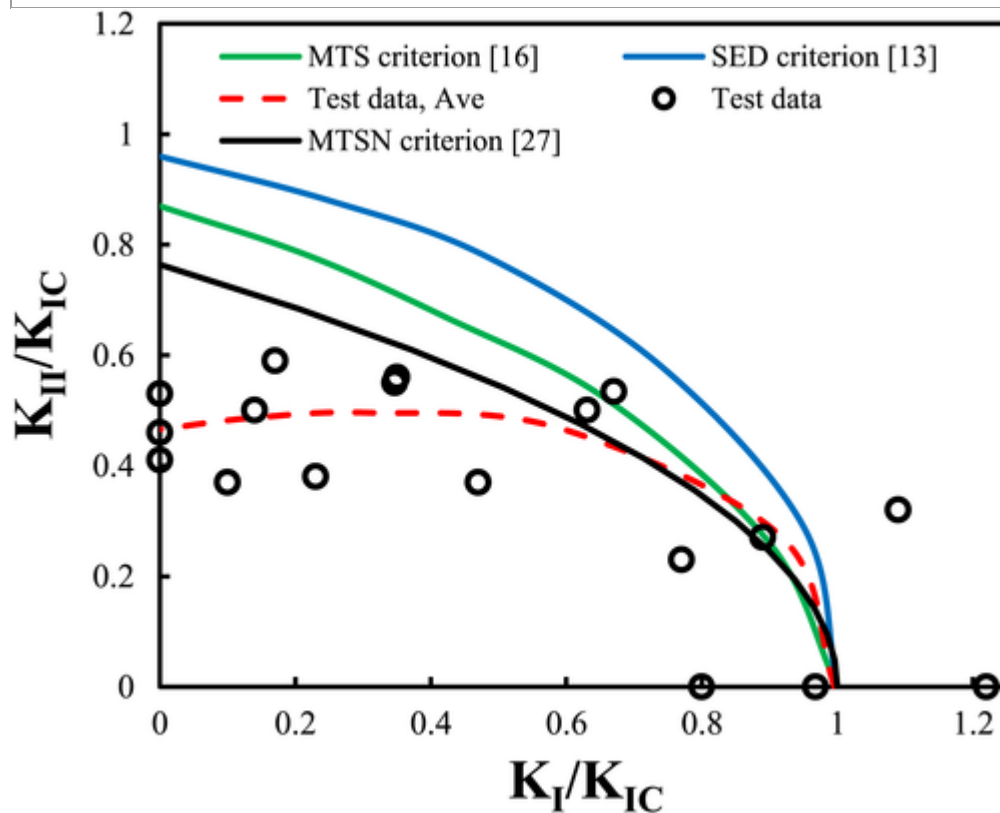 1.2
MTS criterion [16]
SED criterion [13]
Test data, Ave
Test data
MTSN criterion [27]
1
0.8
0.6
0.4
0.2
0
K_II/K_IC
0
0.2
0.4
0.6
0.8
1
1.2
K_I/K_IC